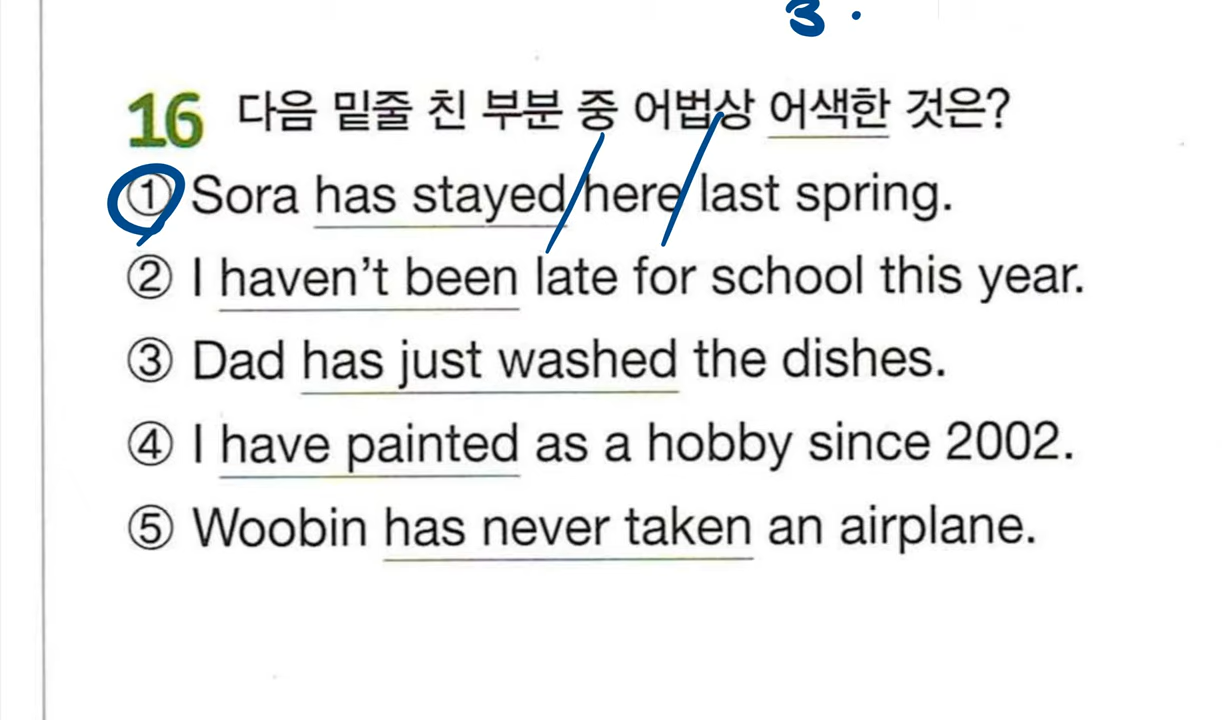 3.
16 다음 밑줄 친 부분 중 어법상 어색한 것은?
① Sora has stayed here last spring.
② I haven't been late for school this year.
③ Dad has just washed the dishes.
④ I have painted as a hobby since 2002.
⑤ Woobin has never taken an airplane.